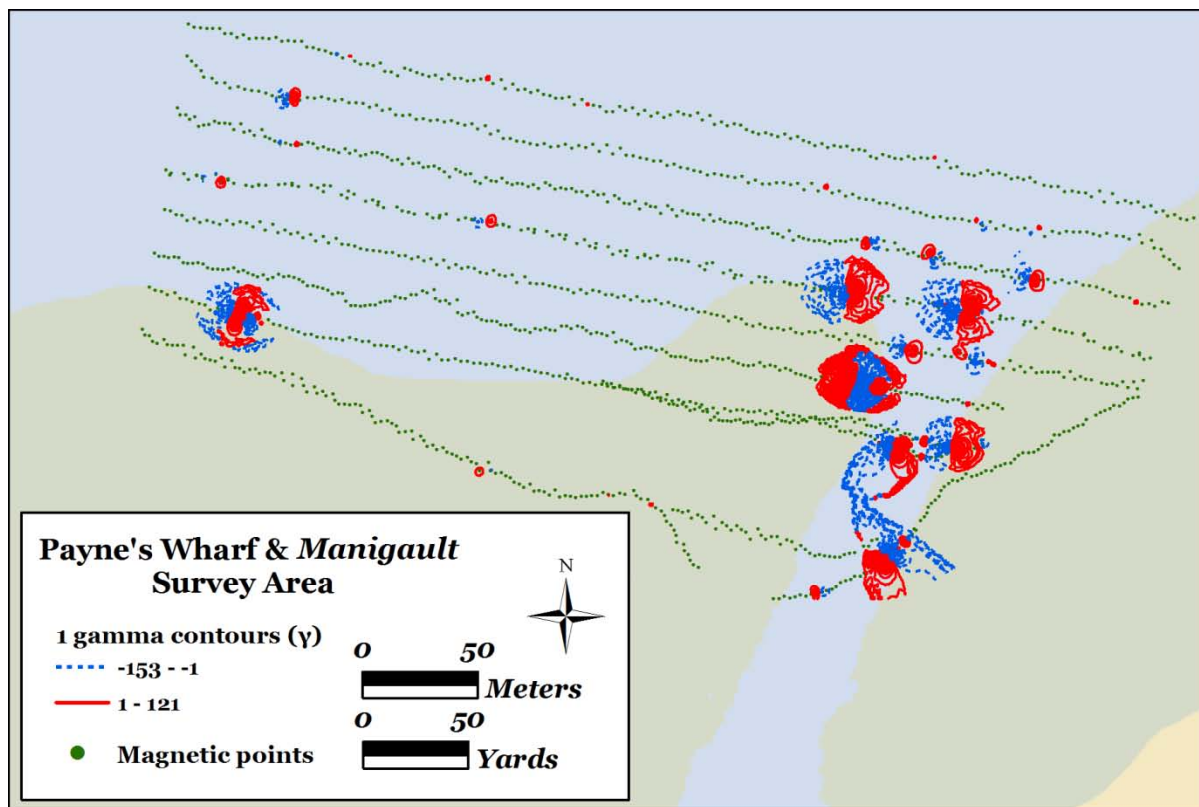 Payne's Wharf & Manigault
Survey Area
N
1 gamma contours (γ)
-153 - -1
1 - 121
Magnetic points
0 50
Meters
0 50
Yards